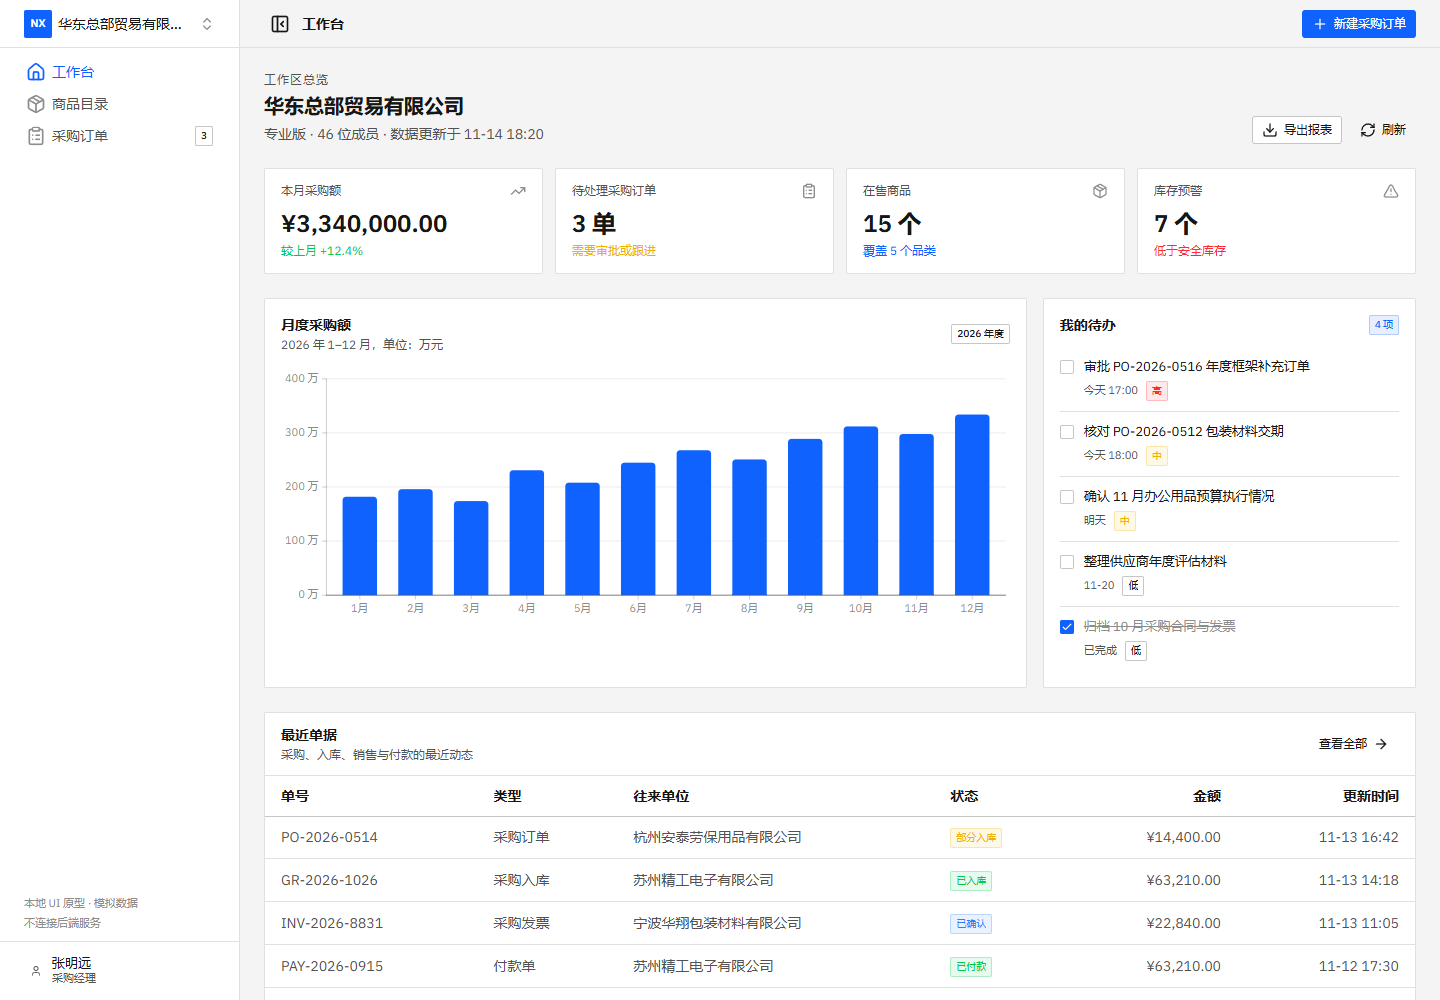 NX 华东总部贸易有限...
工作台
商品目录
采购订单 3
本地 UI 原型 · 模拟数据
不连接后端服务
张明远
采购经理
工作台
新建采购订单
工作区总览
华东总部贸易有限公司
专业版 · 46 位成员 · 数据更新于 11-14 18:20
导出报表 刷新
本月采购额
¥3,340,000.00
较上月 +12.4%
待处理采购订单
3 单
需要审批或跟进
在售商品
15 个
覆盖 5 个品类
库存预警
7 个
低于安全库存
月度采购额
2026 年 1–12 月，单位：万元
2026 年度
400 万
300 万
200 万
100 万
0 万
1月 2月 3月 4月 5月 6月 7月 8月 9月 10月 11月 12月
我的待办 4 项
审批 PO-2026-0516 年度框架补充订单
今天 17:00 高
核对 PO-2026-0512 包装材料交期
今天 18:00 中
确认 11 月办公用品预算执行情况
明天 中
整理供应商年度评估材料
11-20 低
归档 10 月采购合同与发票
已完成 低
最近单据
采购、入库、销售与付款的最近动态
查看全部
单号 类型 往来单位 状态 金额 更新时间
PO-2026-0514 采购订单 杭州安泰劳保用品有限公司 部分入库 ¥14,400.00 11-13 16:42
GR-2026-1026 采购入库 苏州精工电子有限公司 已入库 ¥63,210.00 11-13 14:18
INV-2026-8831 采购发票 宁波华翔包装材料有限公司 已确认 ¥22,840.00 11-13 11:05
PAY-2026-0915 付款单 苏州精工电子有限公司 已付款 ¥63,210.00 11-12 17:30